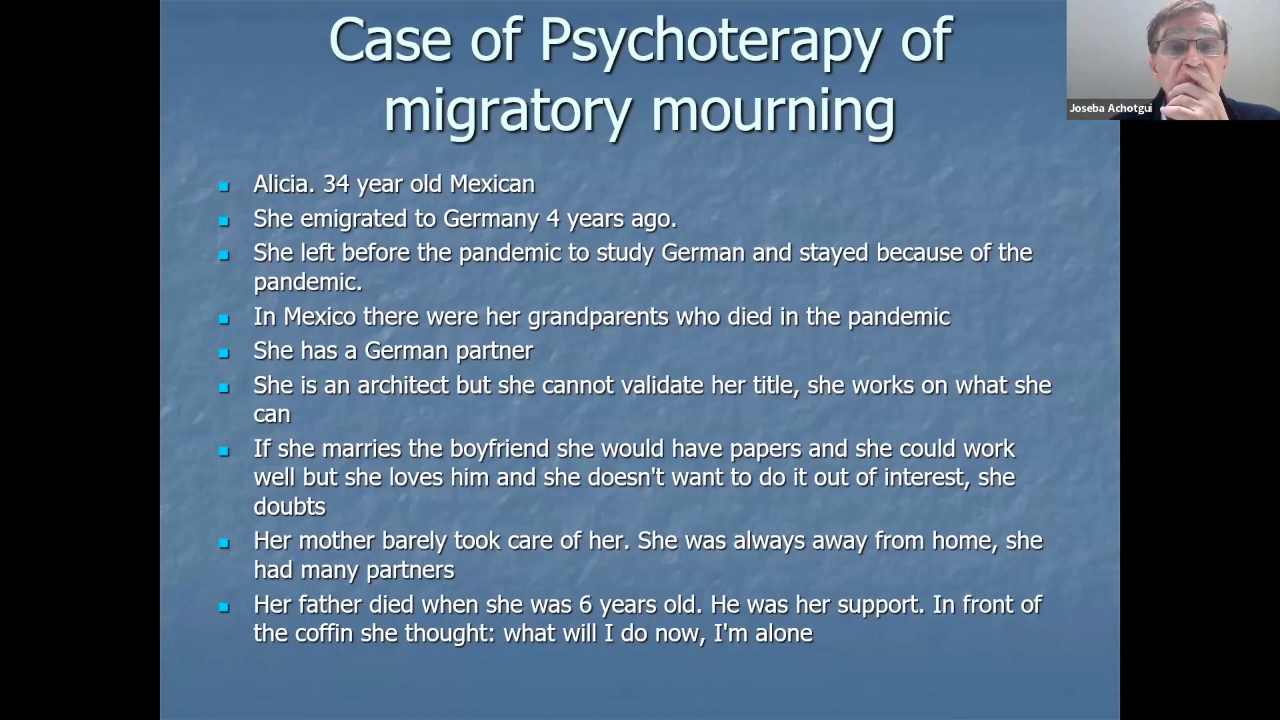 Case of Psychoterapy of
migratory mourning
Joseba Achotgui
Alicia. 34 year old Mexican
She emigrated to Germany 4 years ago.
She left before the pandemic to study German and stayed because of the
pandemic.
In Mexico there were her grandparents who died in the pandemic
She has a German partner
She is an architect but she cannot validate her title, she works on what she
can
If she marries the boyfriend she would have papers and she could work
well but she loves him and she doesn't want to do it out of interest, she
doubts
Her mother barely took care of her. She was always away from home, she
had many partners
Her father died when she was 6 years old. He was her support. In front of
the coffin she thought: what will I do now, I'm alone